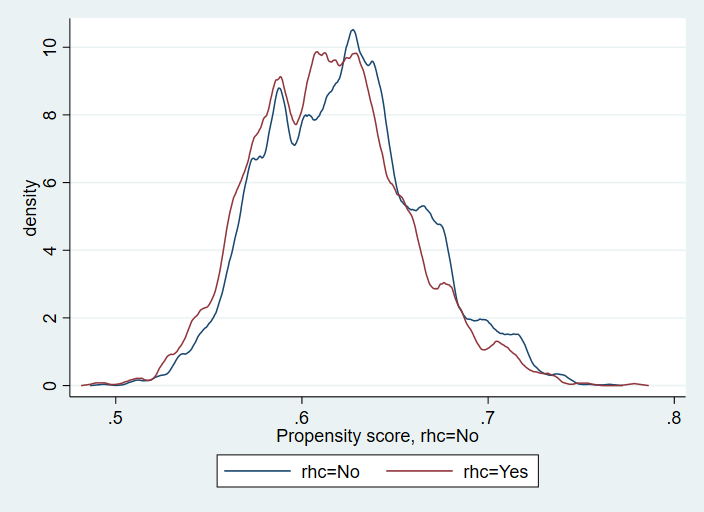 density
10
8
6
4
2
0
.5 .6 .7 .8
Propensity score, rhc=No
rhc=No rhc=Yes